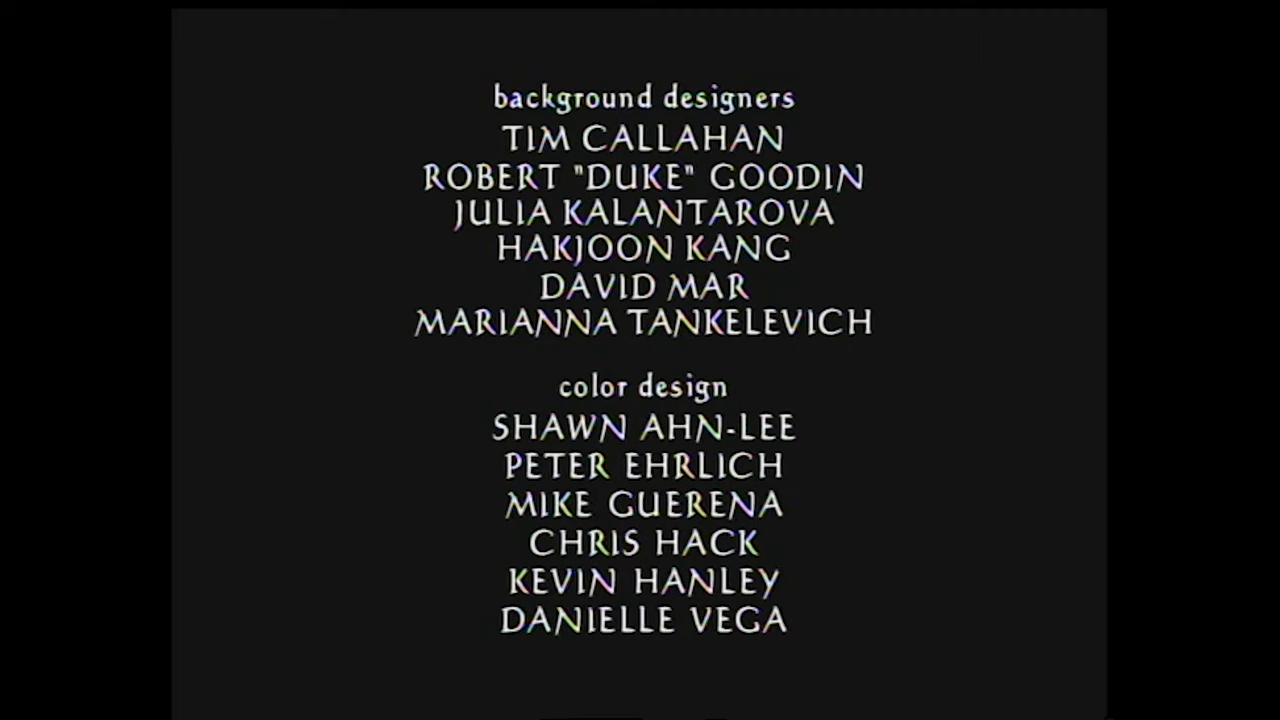 background designers
TIM CALLAHAN
ROBERT "DUKE" GOODIN
JULIA KALANTAROVA
HAKJOON KANG
DAVID MAR
MARIANNA TANKELEVICH
color design
SHAWN AHN-LEE
PETER EHRLICH
MIKE GUERENA
CHRIS HACK
KEVIN HANLEY
DANIELLE VEGA